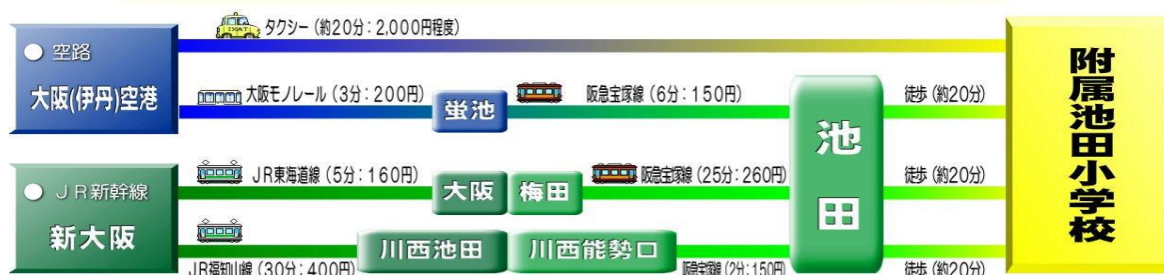 タクシー (約20分：2,000円程度)
● 空路
大阪(伊丹)空港
大阪モノレール (3分：200円)
蛍池
阪急宝塚線 (6分：150円)
池田
徒歩 (約20分)
附属池田小学校
● JR新幹線
新大阪
JR東海道線 (5分：160円)
大阪
梅田
阪急宝塚線 (25分：260円)
徒歩 (約20分)
JR福知山線 (30分：400円)
川西池田
川西能勢口
阪急宝塚線 (2分：150円)
徒歩 (約20分)